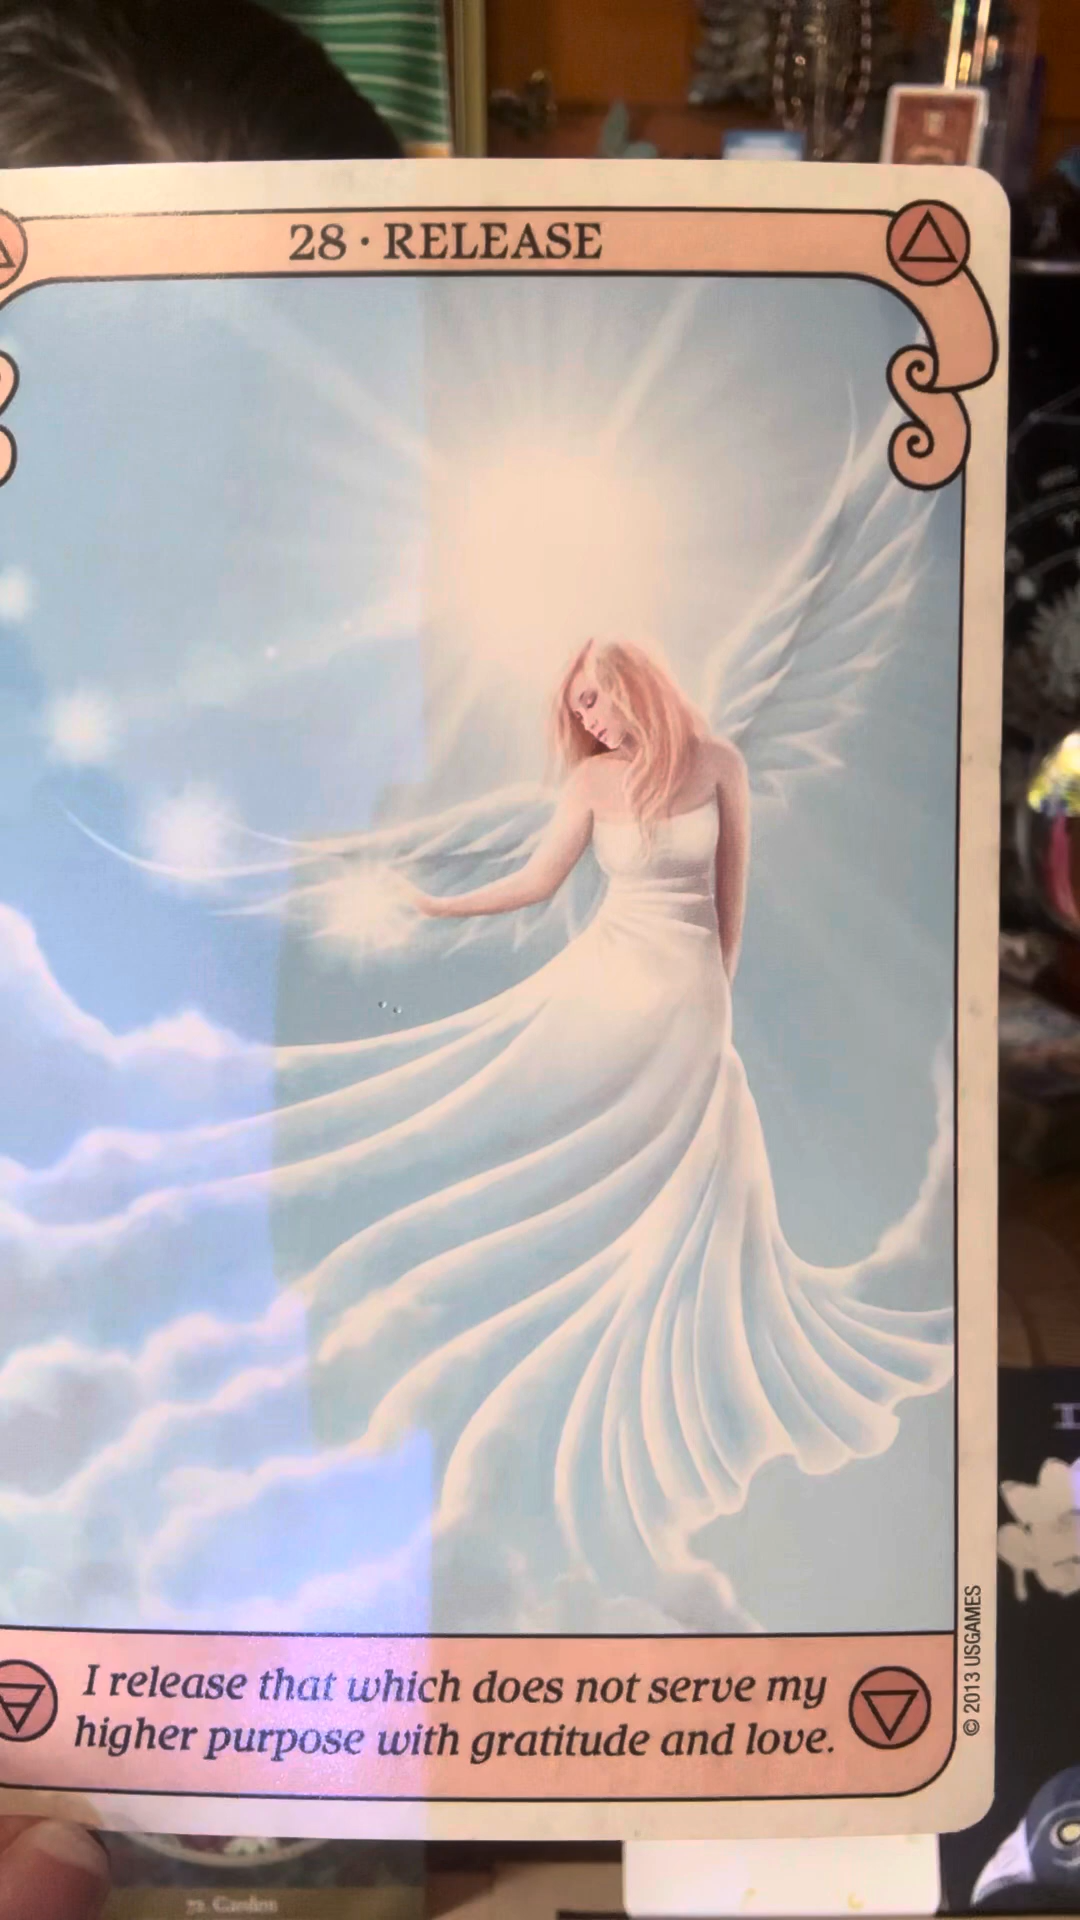 28 · RELEASE
I release that which does not serve my
higher purpose with gratitude and love.
© 2013 USGAMES